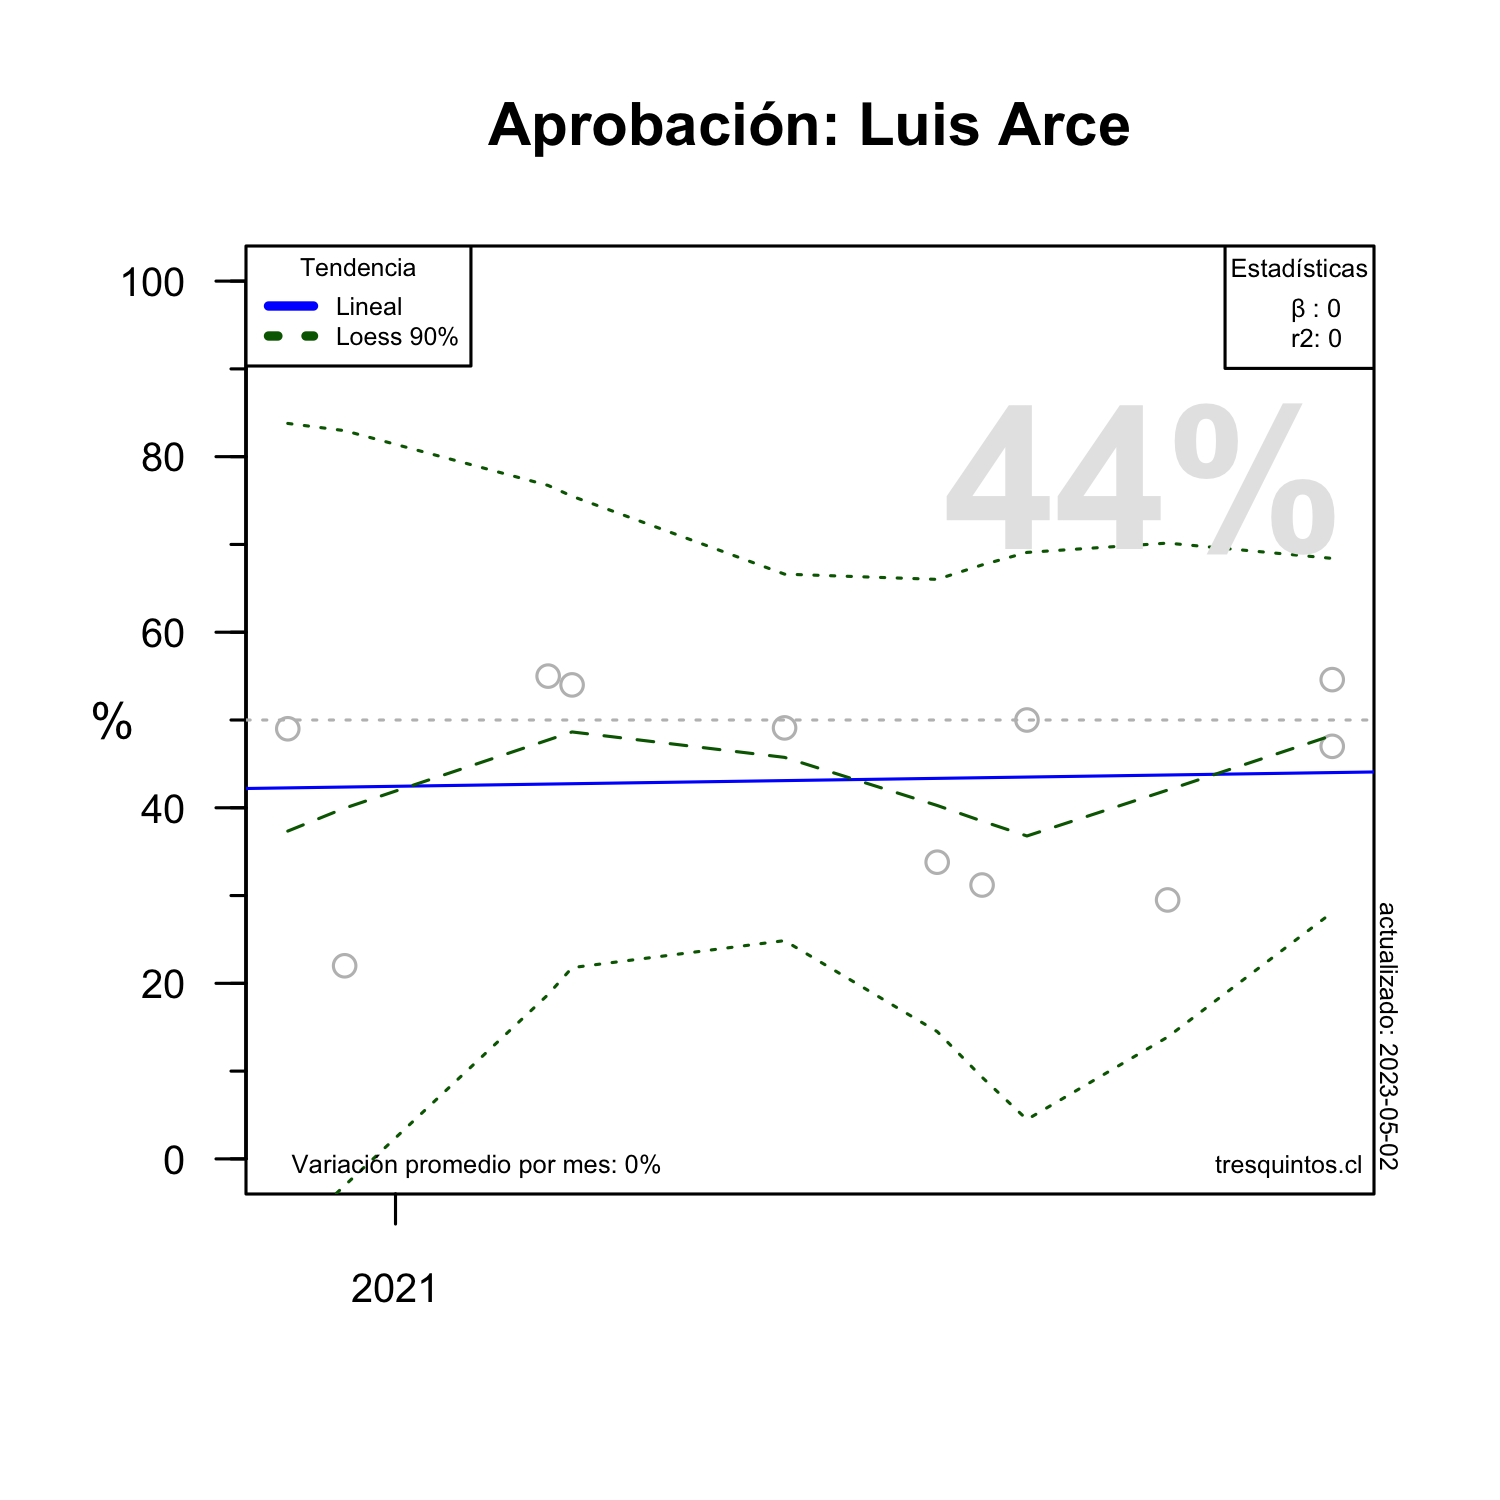 Aprobación: Luis Arce
Tendencia
Lineal
Loess 90%
Estadísticas
β : 0
r2: 0
44%
100
80
60
%
40
20
0
actualizado: 2023-05-02
Variación promedio por mes: 0%
tresquintos.cl
2021